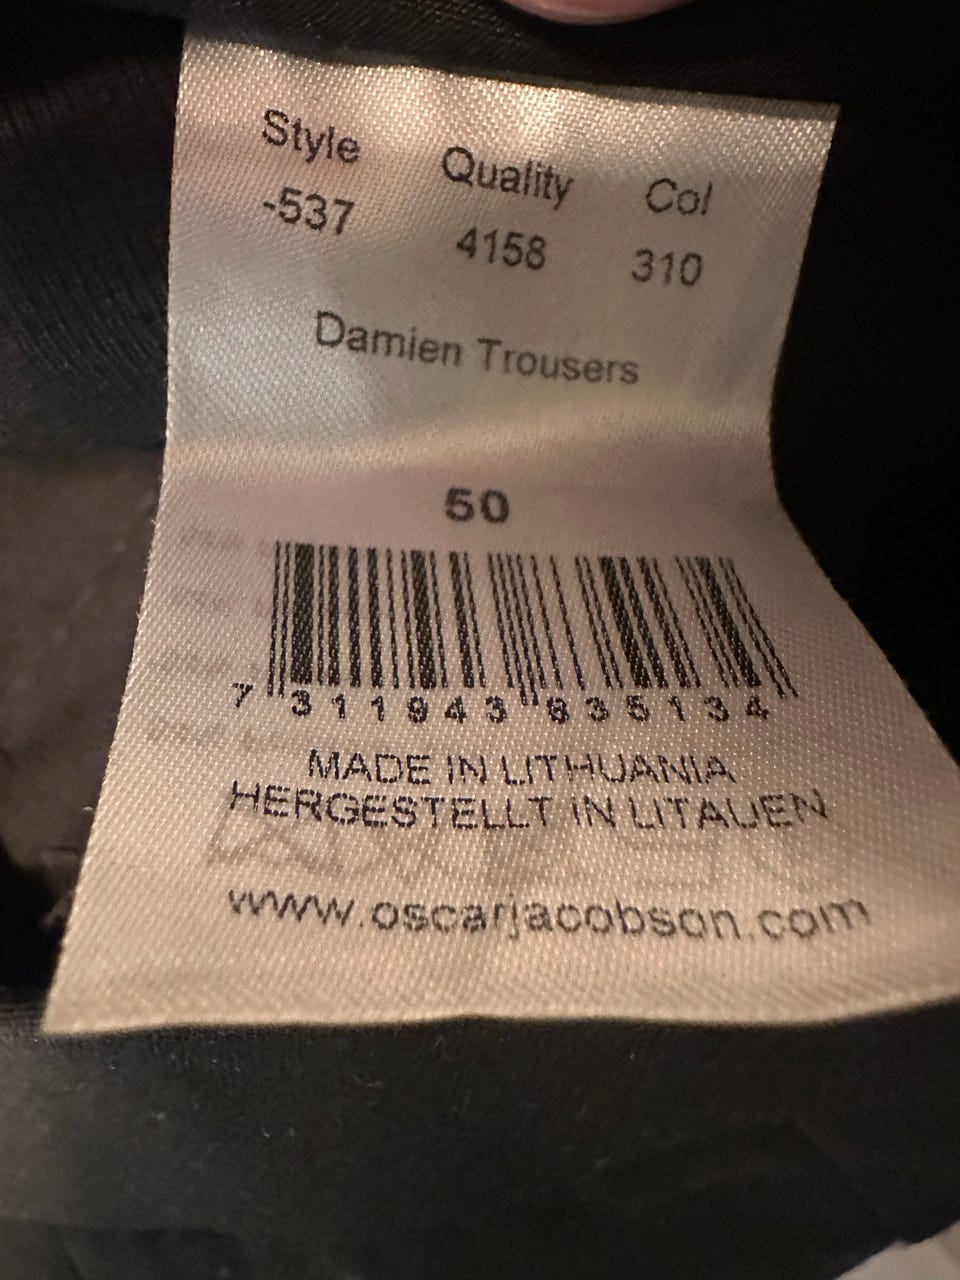 Style Quality Col
-537 4158 310
Damien Trousers
50
7 311943 835134
MADE IN LITHUANIA
HERGESTELLT IN LITAUEN
www.oscarjacobson.com